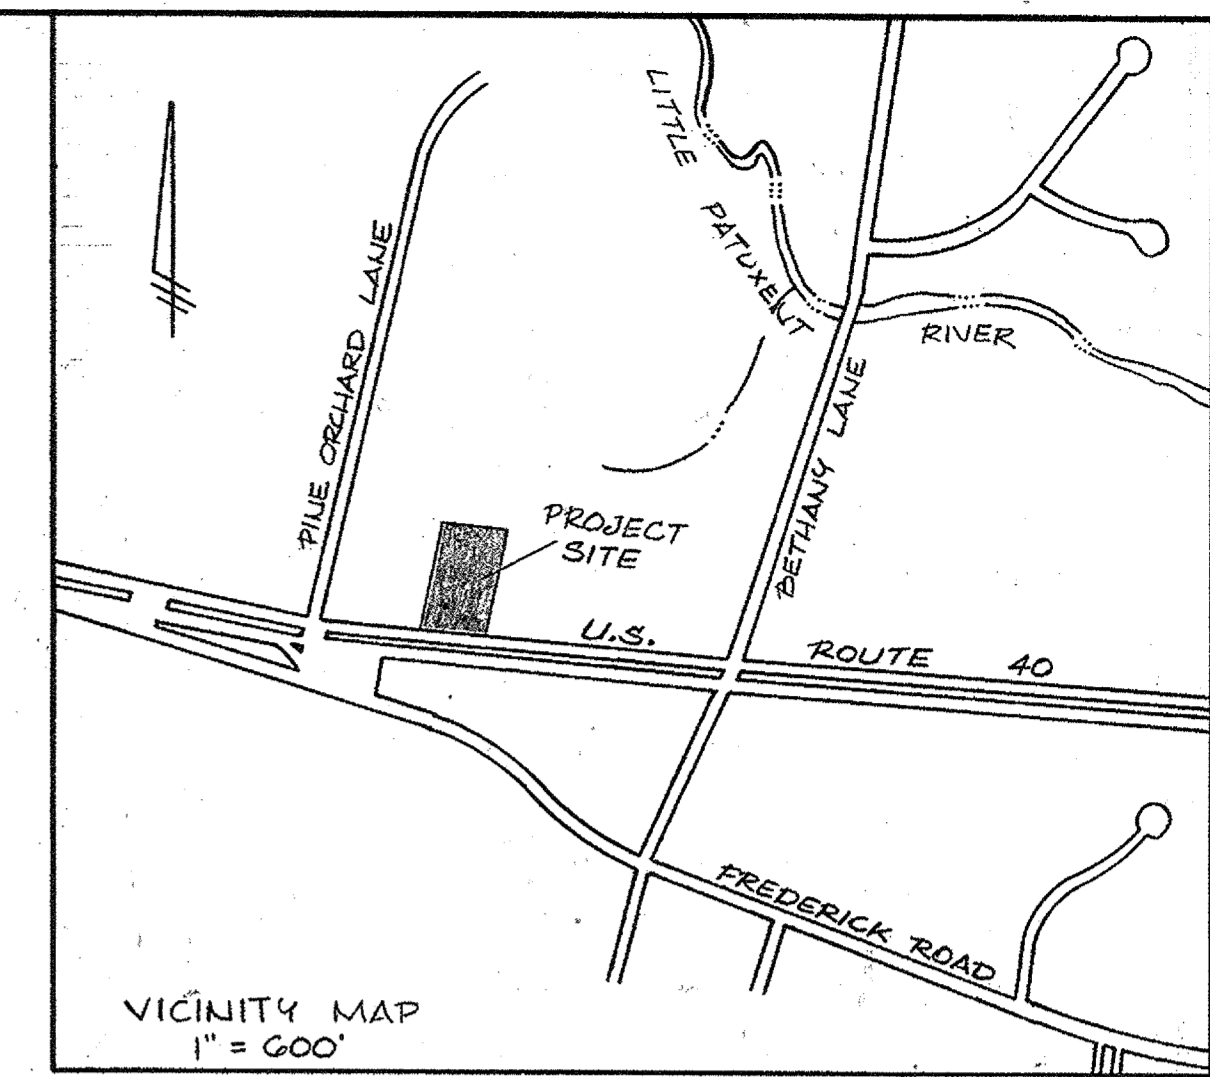 LITTLE
PATUXENT
RIVER
PINE ORCHARD LANE
BETHANY LANE
PROJECT
SITE
U.S. ROUTE 40
FREDERICK ROAD
VICINITY MAP
1" = 600'